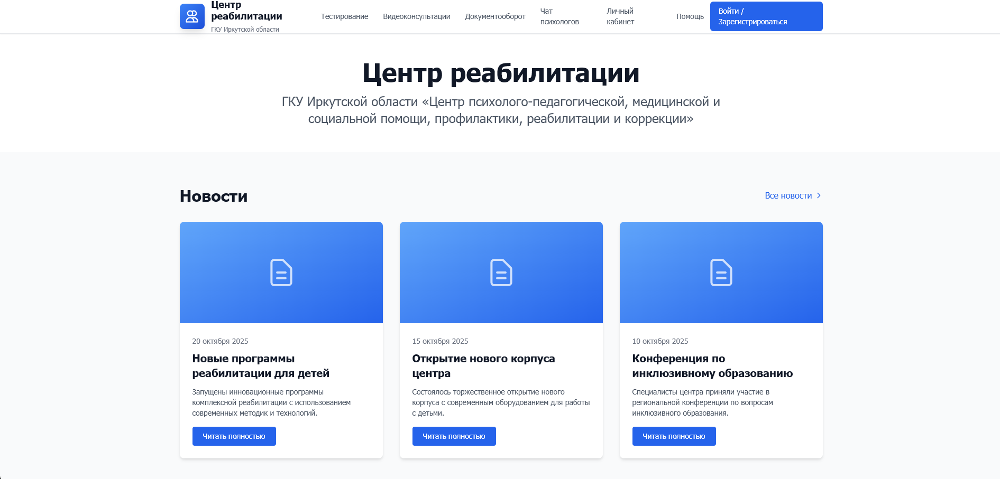 Центр
реабилитации
ГКУ Иркутской области
Тестирование
Видеоконсультации
Документооборот
Чат
психологов
Личный
кабинет
Помощь
Войти /
Зарегистрироваться
Центр реабилитации
ГКУ Иркутской области «Центр психолого-педагогической, медицинской и
социальной помощи, профилактики, реабилитации и коррекции»
Новости
Все новости
20 октября 2025
Новые программы
реабилитации для детей
Запущены инновационные программы
комплексной реабилитации с использованием
современных методик и технологий.
Читать полностью
15 октября 2025
Открытие нового корпуса
центра
Состоялось торжественное открытие нового
корпуса с современным оборудованием для работы
с детьми.
Читать полностью
10 октября 2025
Конференция по
инклюзивному образованию
Специалисты центра приняли участие в
региональной конференции по вопросам
инклюзивного образования.
Читать полностью